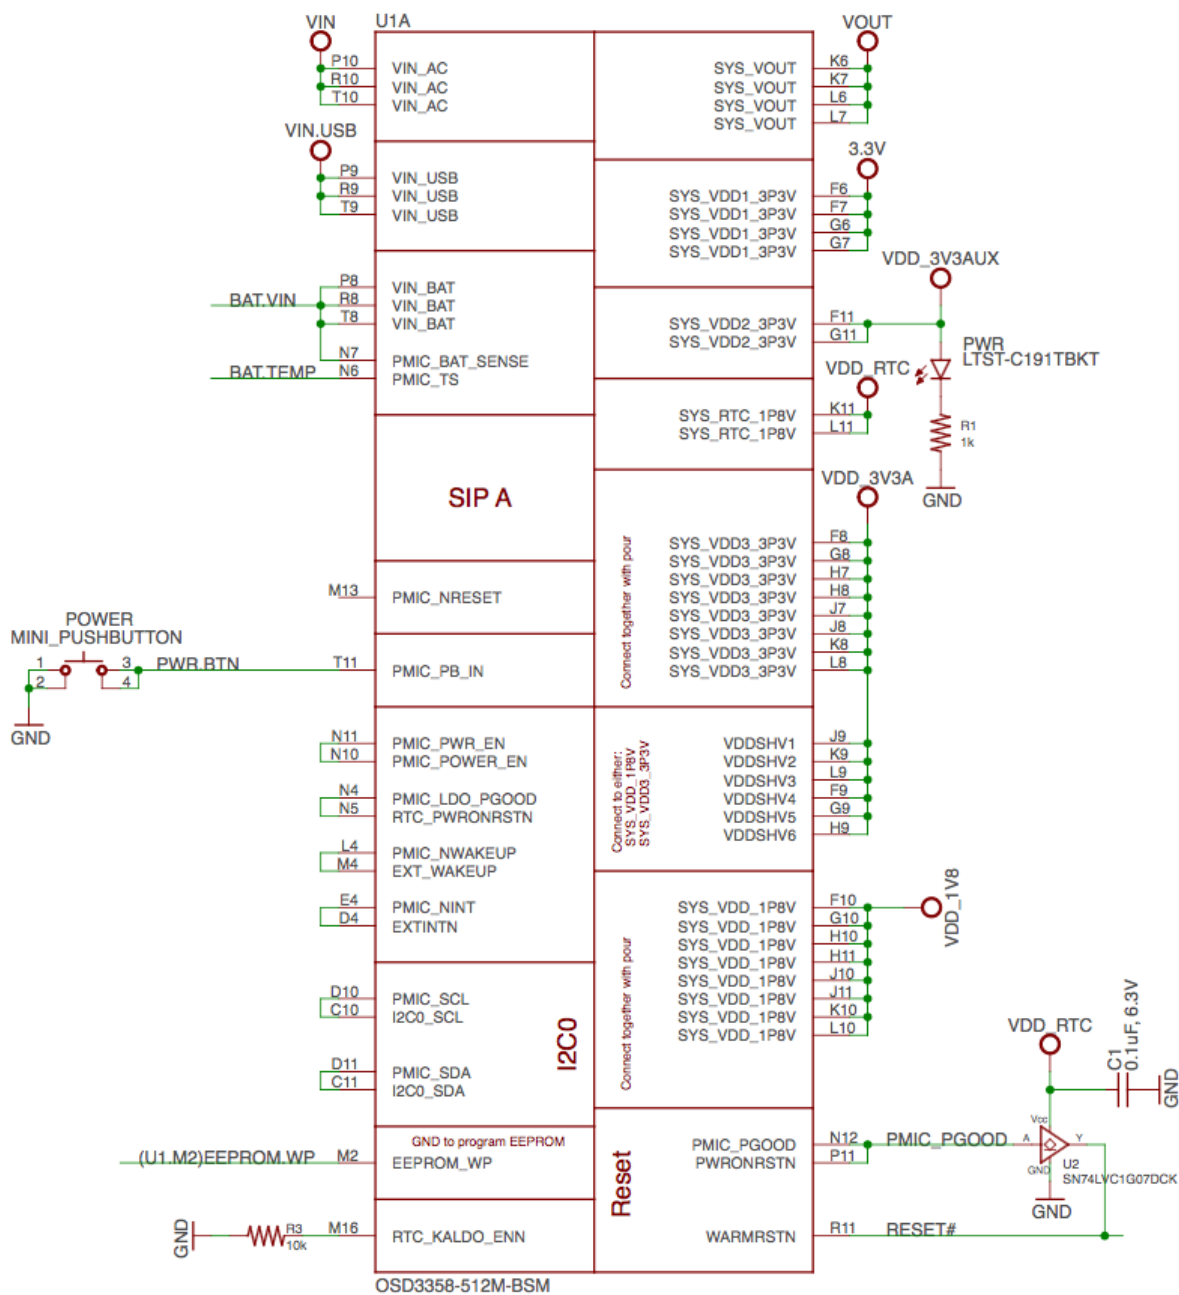 VIN
U1A
VOUT
P10 VIN_AC
R10 VIN_AC
T10 VIN_AC
SYS_VOUT K6
SYS_VOUT K7
SYS_VOUT L6
SYS_VOUT L7
VIN.USB
P9 VIN_USB
R9 VIN_USB
T9 VIN_USB
3.3V
SYS_VDD1_3P3V F6
SYS_VDD1_3P3V F7
SYS_VDD1_3P3V G6
SYS_VDD1_3P3V G7
BAT.VIN
P8 VIN_BAT
R8 VIN_BAT
T8 VIN_BAT
N7 PMIC_BAT_SENSE
BAT.TEMP N6 PMIC_TS
VDD_3V3AUX
SYS_VDD2_3P3V F11
SYS_VDD2_3P3V G11
PWR
LTST-C191TBKT
R1
1k
GND
VDD_RTC
SYS_RTC_1P8V K11
SYS_RTC_1P8V L11
SIP A
VDD_3V3A
Connect together with pour
SYS_VDD3_3P3V F8
SYS_VDD3_3P3V G8
SYS_VDD3_3P3V H7
SYS_VDD3_3P3V H8
SYS_VDD3_3P3V J7
SYS_VDD3_3P3V J8
SYS_VDD3_3P3V K8
SYS_VDD3_3P3V L8
M13 PMIC_NRESET
POWER
MINI_PUSHBUTTON
1 3
2 4
GND
PWR.BTN T11 PMIC_PB_IN
N11 PMIC_PWR_EN
N10 PMIC_POWER_EN
N4 PMIC_LDO_PGOOD
N5 RTC_PWRONRSTN
L4 PMIC_NWAKEUP
M4 EXT_WAKEUP
E4 PMIC_NINT
D4 EXTINTN
Connect to either:
SYS_VDD_1P8V
SYS_VDD3_3P3V
VDDSHV1 J9
VDDSHV2 K9
VDDSHV3 L9
VDDSHV4 F9
VDDSHV5 G9
VDDSHV6 H9
VDD_1V8
Connect together with pour
SYS_VDD_1P8V F10
SYS_VDD_1P8V G10
SYS_VDD_1P8V H10
SYS_VDD_1P8V H11
SYS_VDD_1P8V J10
SYS_VDD_1P8V J11
SYS_VDD_1P8V K10
SYS_VDD_1P8V L10
I2C0
D10 PMIC_SCL
C10 I2C0_SCL
D11 PMIC_SDA
C11 I2C0_SDA
GND to program EEPROM
(U1.M2)EEPROM.WP M2 EEPROM_WP
GND R3 M16 RTC_KALDO_ENN
10k
Reset
PMIC_PGOOD N12 PMIC_PGOOD
PWRONRSTN P11
WARMRSTN R11 RESET#
VDD_RTC
C1
0.1uF, 6.3V
GND
Vcc
A Y
GND
U2
SN74LVC1G07DCK
GND
OSD3358-512M-BSM